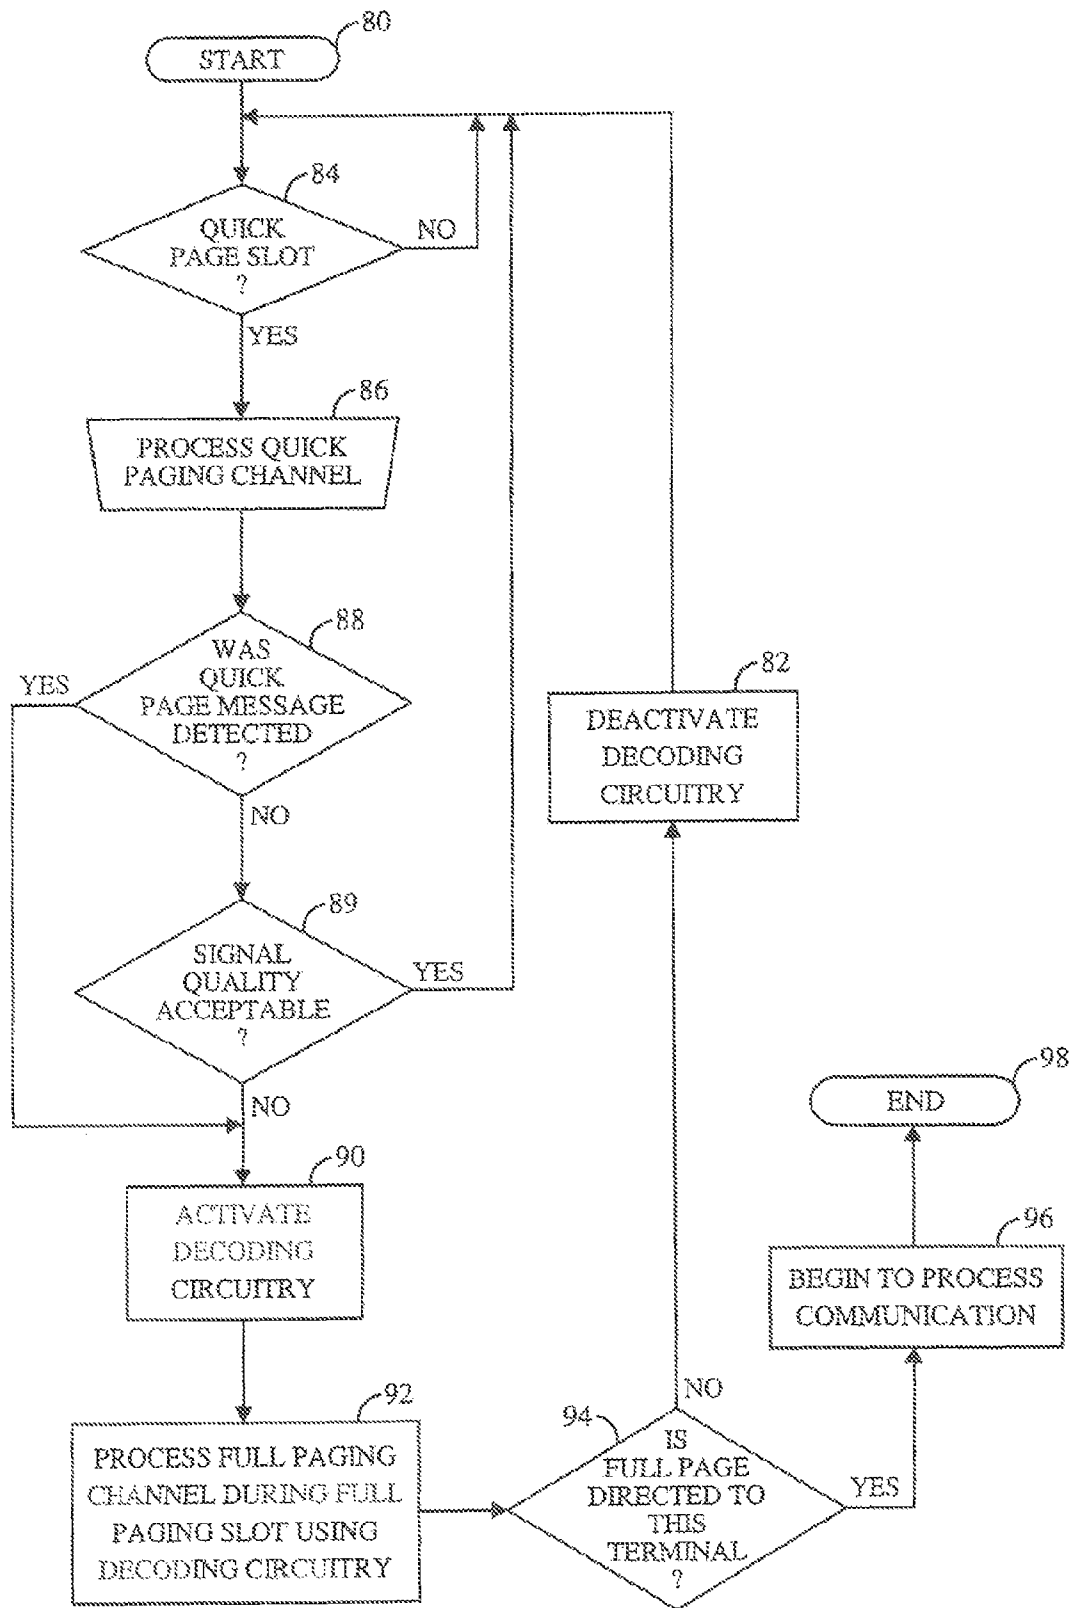 80
START
84
QUICK
PAGE SLOT
?
NO
YES
86
PROCESS QUICK
PAGING CHANNEL
88
WAS
QUICK
PAGE MESSAGE
DETECTED
?
YES
NO
82
DEACTIVATE
DECODING
CIRCUITRY
89
SIGNAL
QUALITY
ACCEPTABLE
?
YES
NO
98
END
90
ACTIVATE
DECODING
CIRCUITRY
96
BEGIN TO PROCESS
COMMUNICATION
92
PROCESS FULL PAGING
CHANNEL DURING FULL
PAGING SLOT USING
DECODING CIRCUITRY
94
IS
FULL PAGE
DIRECTED TO
THIS
TERMINAL
?
NO
YES